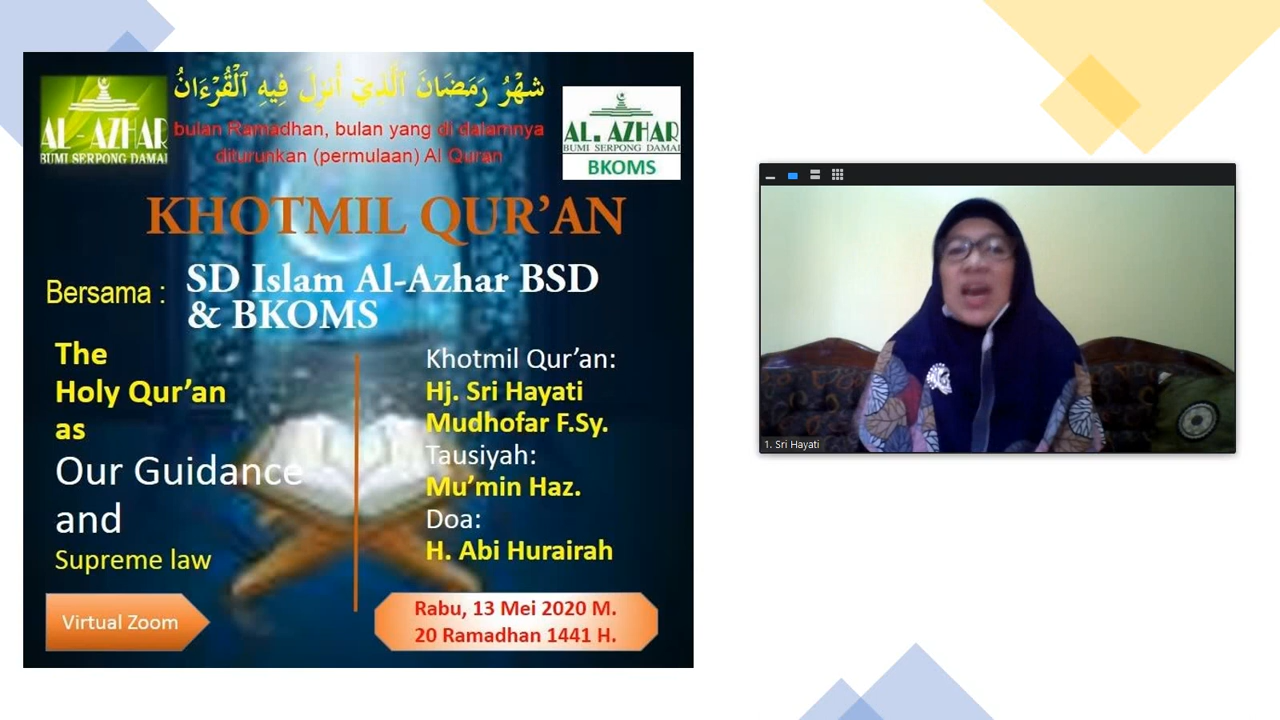 شَهْرُ رَمَضَانَ ٱلَّذِيٓ أُنزِلَ فِيهِ ٱلْقُرْءَانُ
AL-AZHAR
BUMI SERPONG DAMAI
bulan Ramadhan, bulan yang di dalamnya
diturunkan (permulaan) Al Quran
AL. AZHAR
BUMI SERPONG DAMAI
BKOMS
KHOTMIL QUR’AN
Bersama :
SD Islam Al-Azhar BSD
& BKOMS
The
Holy Qur’an
as
Our Guidance
and
Supreme law
Khotmil Qur’an:
Hj. Sri Hayati
Mudhofar F.Sy.
Tausiyah:
Mu’min Haz.
Doa:
H. Abi Hurairah
Virtual Zoom
Rabu, 13 Mei 2020 M.
20 Ramadhan 1441 H.
1. Sri Hayati